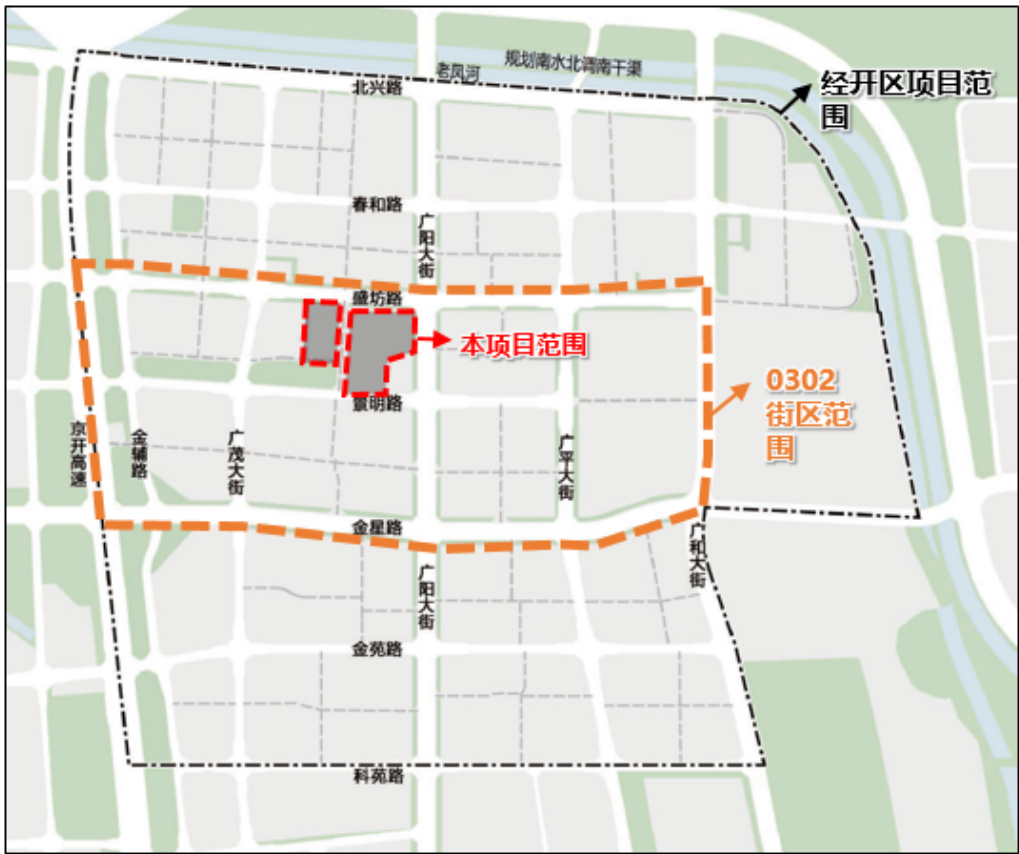 规划南水北调南干渠
老凤河
北兴路
经开区项目范
围
春和路
广阳大街
盛坊路
本项目范围
0302
街区范
围
景明路
京开高速
金辅路
广茂大街
广平大街
金星路
广和大街
广阳大街
金苑路
科苑路